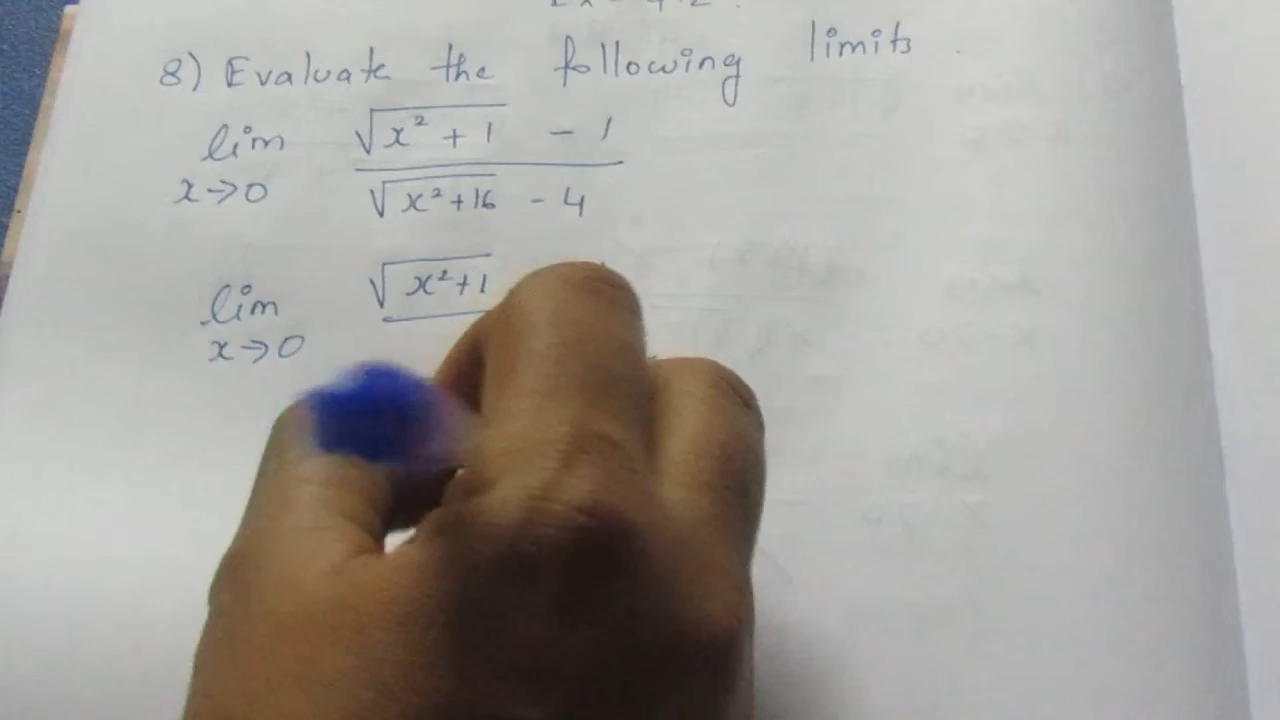 8) Evaluate the following limits
lim x→0 √(x² + 1) - 1 / √(x²+16) - 4
lim x→0 √(x²+1)